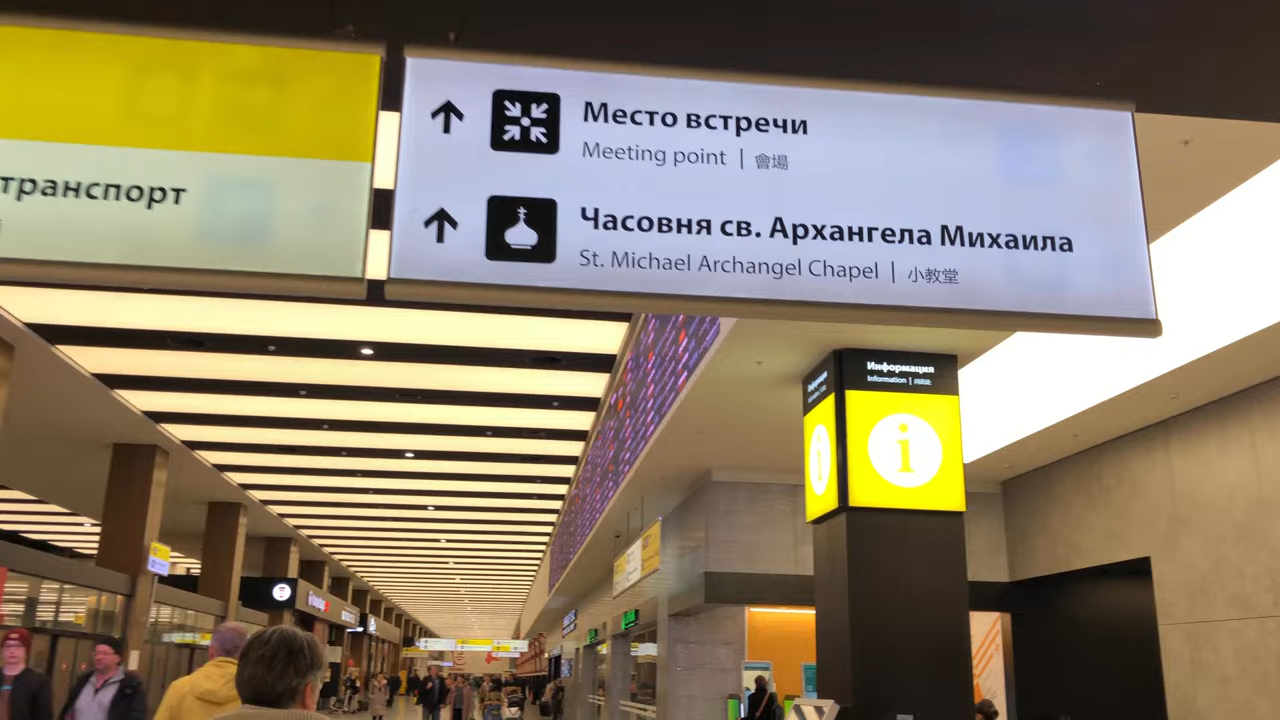 транспорт
Место встречи
Meeting point | 會場
Часовня св. Архангела Михаила
St. Michael Archangel Chapel | 小教堂
Информация
Information |